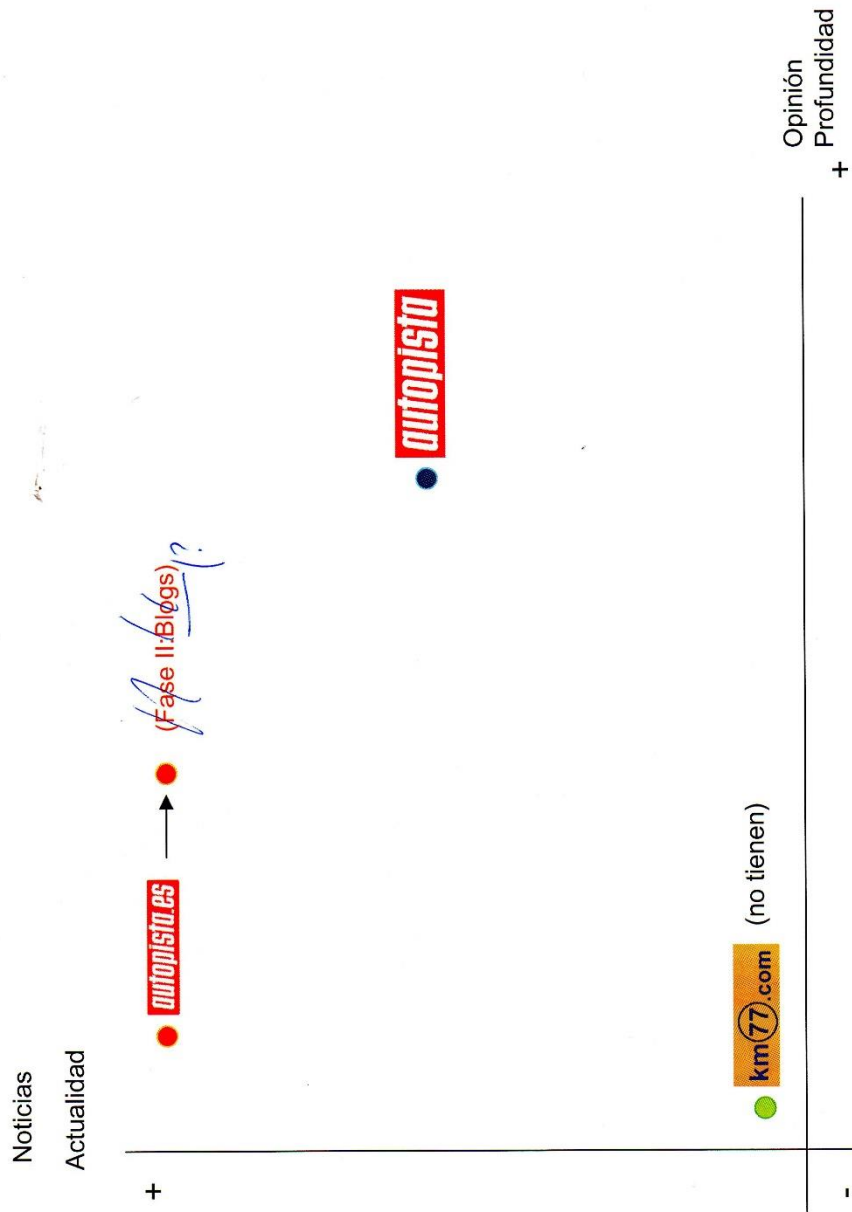 Noticias
Actualidad
+
autopista.es
(Fase II:Blogs)
autopista
km77.com
(no tienen)
Opinión
Profundidad
+
-